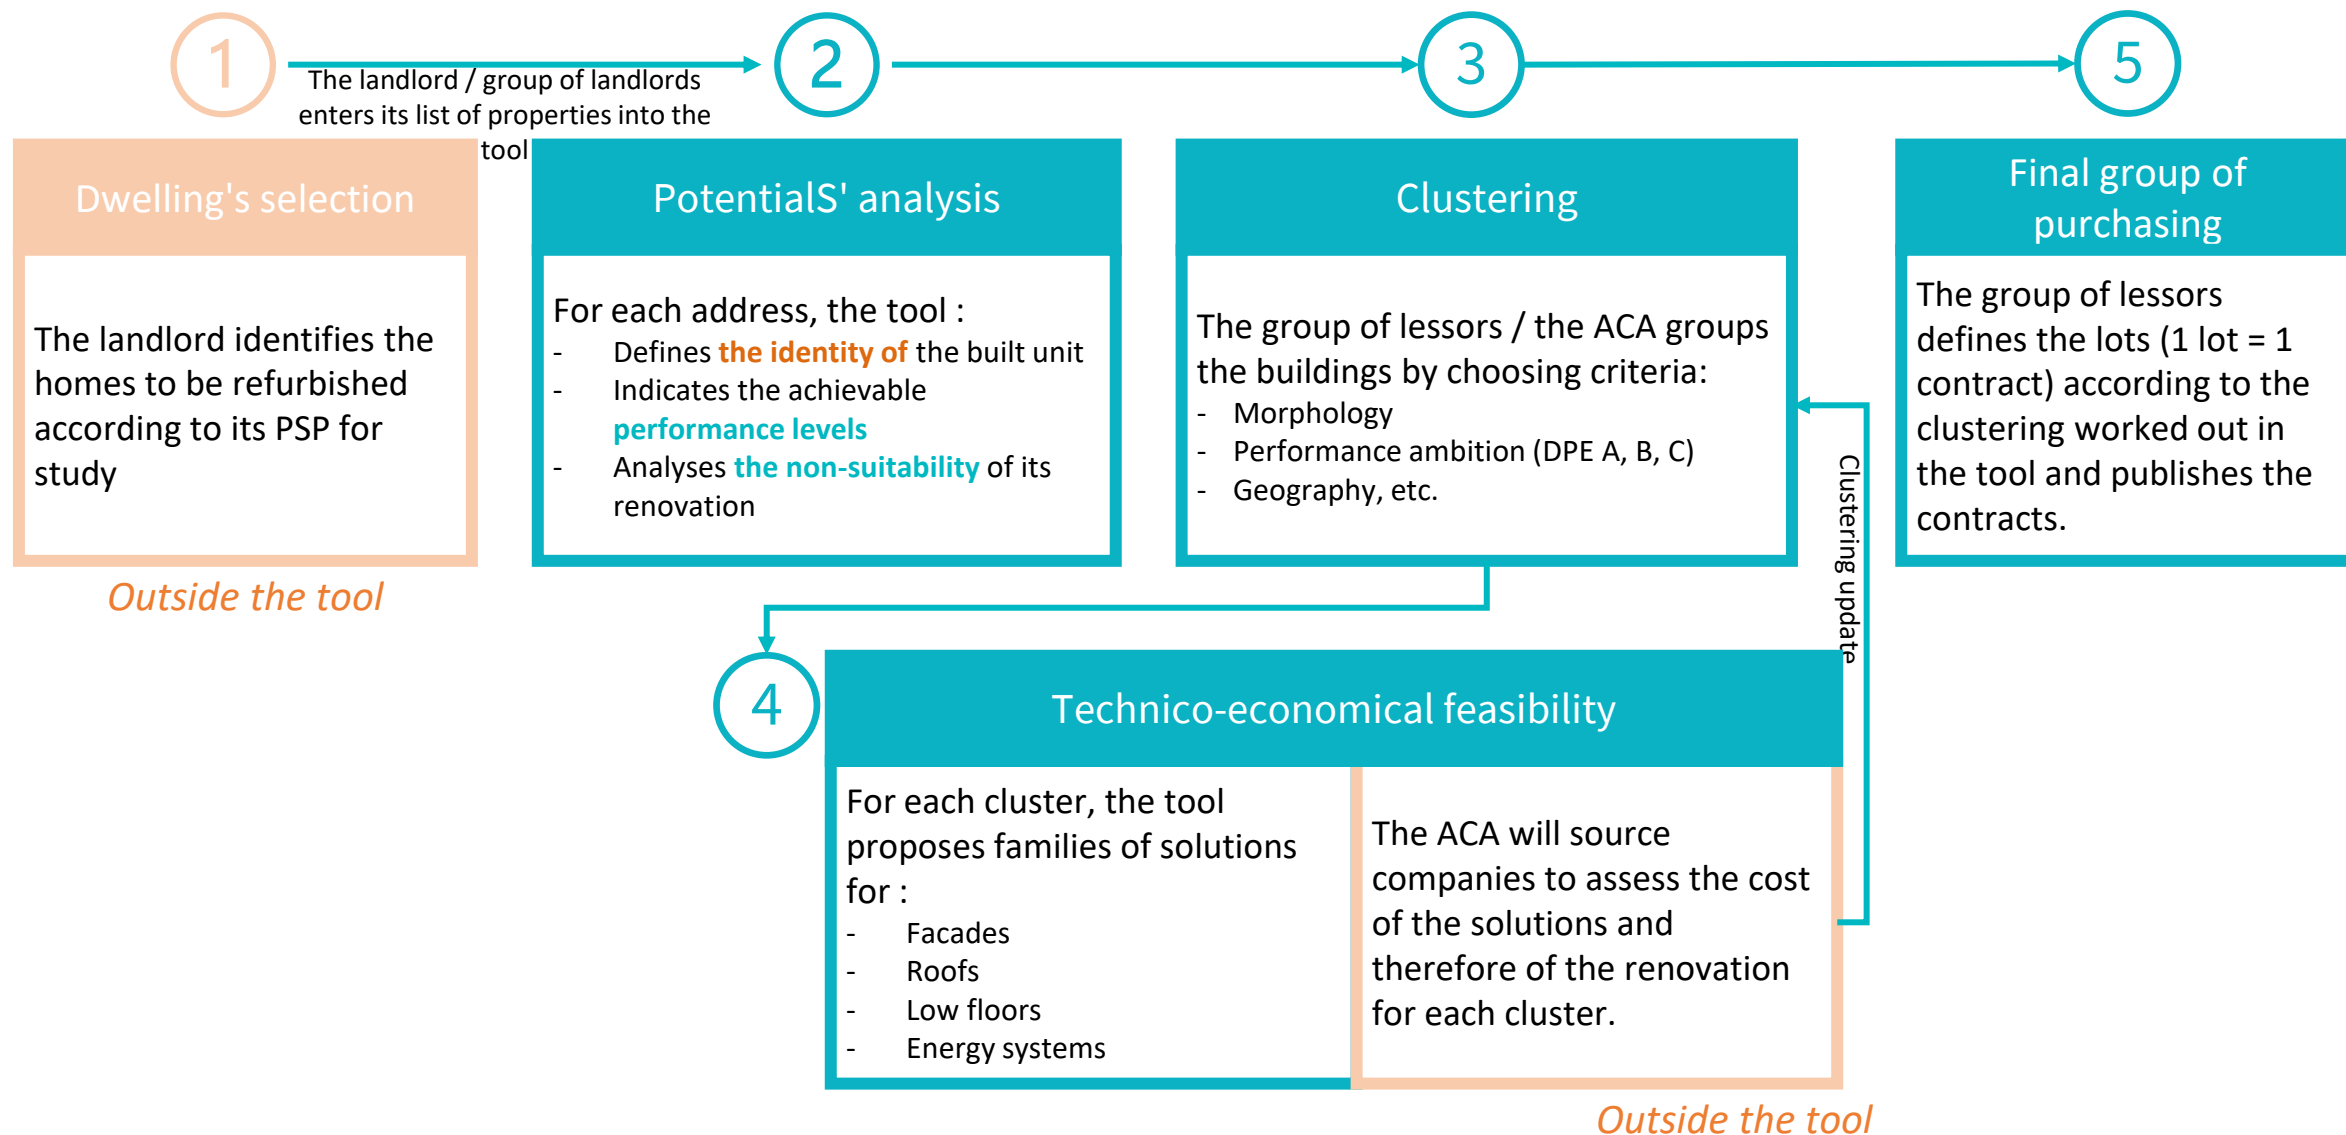 1
The landlord / group of landlords
enters its list of properties into the
tool
2
3
5
Dwelling's selection
The landlord identifies the
homes to be refurbished
according to its PSP for
study
Outside the tool
PotentialS' analysis
For each address, the tool :
- Defines the identity of the built unit
- Indicates the achievable
performance levels
- Analyses the non-suitability of its
renovation
Clustering
The group of lessors / the ACA groups
the buildings by choosing criteria:
- Morphology
- Performance ambition (DPE A, B, C)
- Geography, etc.
Clustering update
Final group of
purchasing
The group of lessors
defines the lots (1 lot = 1
contract) according to the
clustering worked out in
the tool and publishes the
contracts.
4
Technico-economical feasibility
For each cluster, the tool
proposes families of solutions
for :
- Facades
- Roofs
- Low floors
- Energy systems
The ACA will source
companies to assess the cost
of the solutions and
therefore of the renovation
for each cluster.
Outside the tool